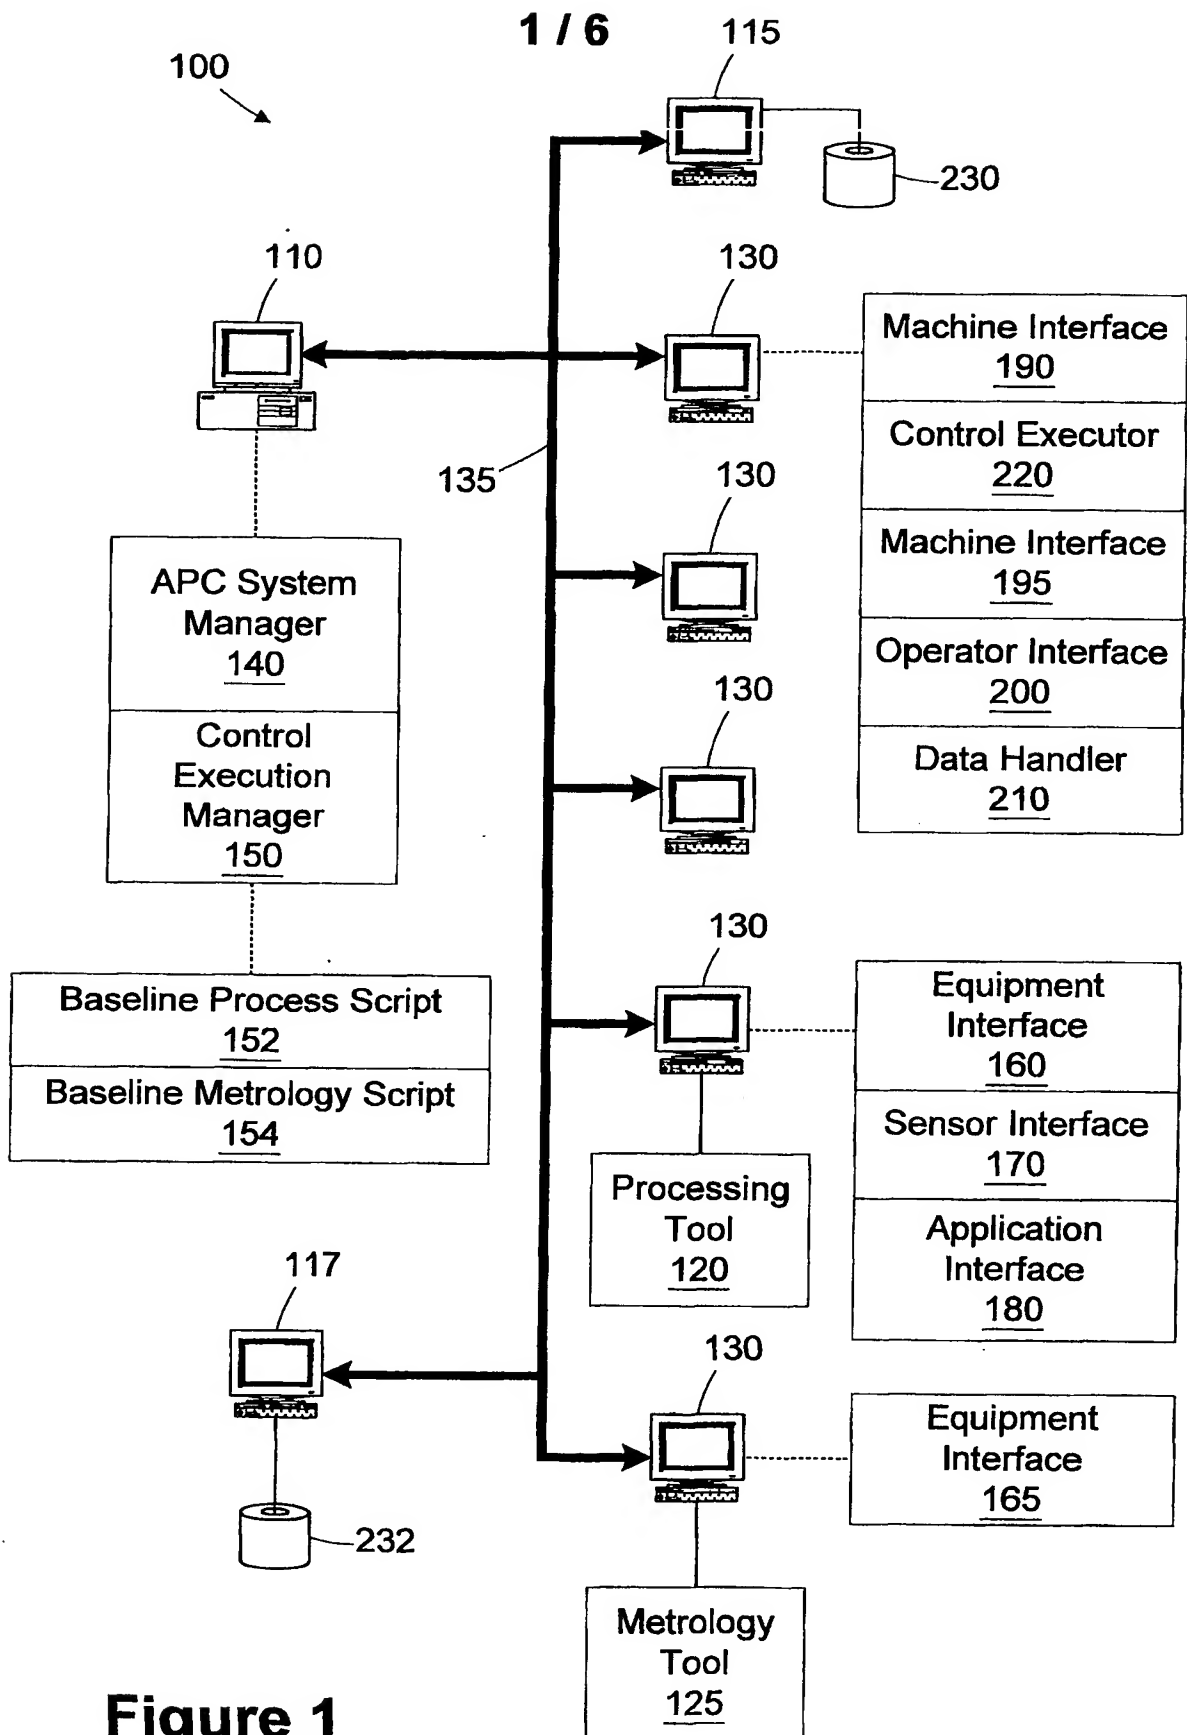 1 / 6
100
115
230
110
130
135
Machine Interface
190
Control Executor
220
Machine Interface
195
Operator Interface
200
Data Handler
210
130
130
APC System
Manager
140
Control
Execution
Manager
150
Baseline Process Script
152
Baseline Metrology Script
154
130
Equipment
Interface
160
Sensor Interface
170
Application
Interface
180
Processing
Tool
120
117
232
130
Equipment
Interface
165
Metrology
Tool
125
Figure 1